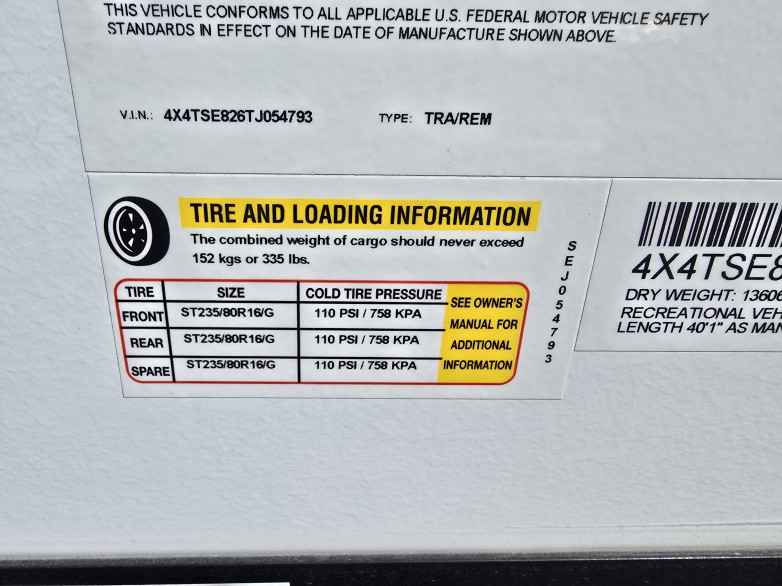 THIS VEHICLE CONFORMS TO ALL APPLICABLE U.S. FEDERAL MOTOR VEHICLE SAFETY
STANDARDS IN EFFECT ON THE DATE OF MANUFACTURE SHOWN ABOVE.
V.I.N.: 4X4TSE826TJ054793 TYPE: TRA/REM
TIRE AND LOADING INFORMATION
The combined weight of cargo should never exceed
152 kgs or 335 lbs.
TIRE SIZE COLD TIRE PRESSURE
FRONT ST235/80R16/G 110 PSI / 758 KPA
REAR ST235/80R16/G 110 PSI / 758 KPA
SPARE ST235/80R16/G 110 PSI / 758 KPA
SEE OWNER'S
MANUAL FOR
ADDITIONAL
INFORMATION
SEJ054793
4X4TSE8
DRY WEIGHT: 13606
RECREATIONAL VEH
LENGTH 40'1" AS MAN